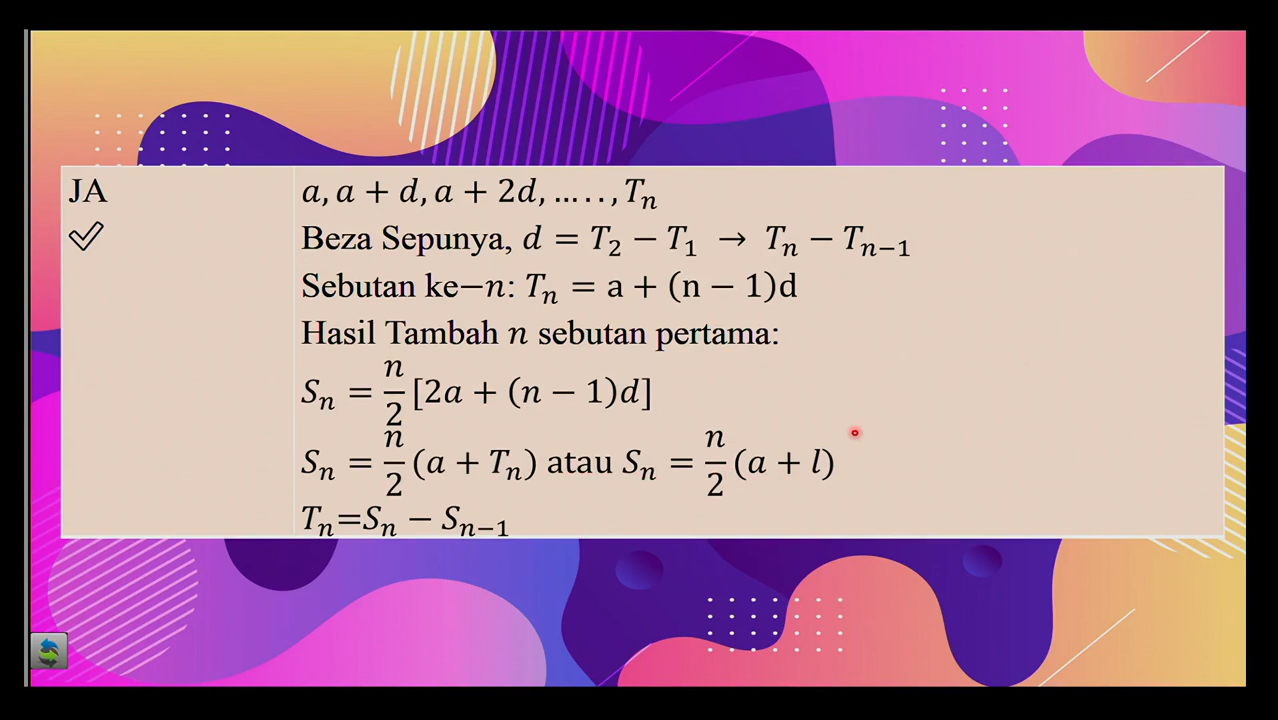 JA
✓
a, a + d, a + 2d, ….., Tₙ
Beza Sepunya, d = T₂ − T₁ → Tₙ − Tₙ₋₁
Sebutan ke−n: Tₙ = a + (n − 1)d
Hasil Tambah n sebutan pertama:
Sₙ = n/2 [2a + (n − 1)d]
Sₙ = n/2 (a + Tₙ) atau Sₙ = n/2 (a + l)
Tₙ=Sₙ − Sₙ₋₁